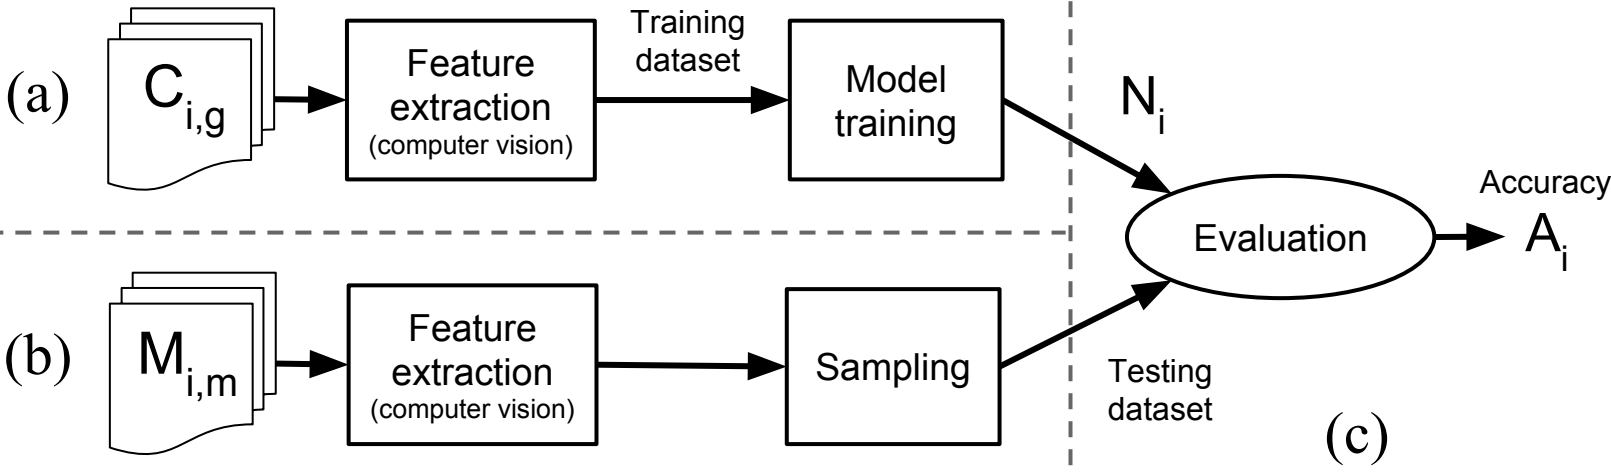 (a)
C i,g
Feature
extraction
(computer vision)
Training
dataset
Model
training
N i
(b)
M i,m
Feature
extraction
(computer vision)
Sampling
Testing
dataset
Evaluation
Accuracy
A i
(c)